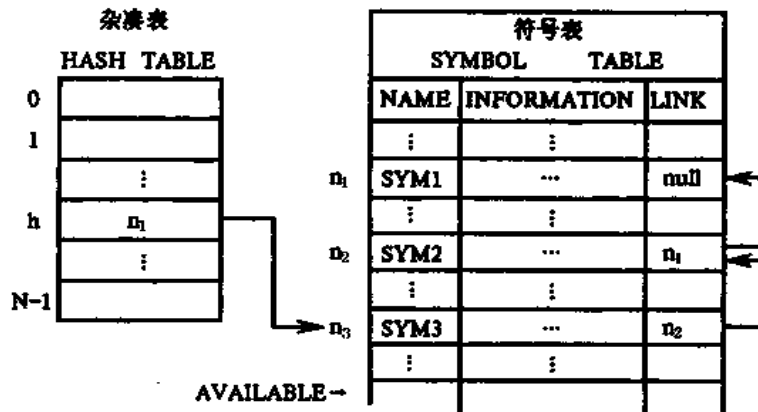 杂凑表
HASH TABLE
0
1
⋮
h n₁
⋮
N-1
符号表
SYMBOL TABLE
NAME INFORMATION LINK
⋮ ⋮
n₁ SYM1 ... null
⋮ ⋮
n₂ SYM2 ... n₁
⋮ ⋮
n₃ SYM3 ... n₂
⋮ ⋮
AVAILABLE→